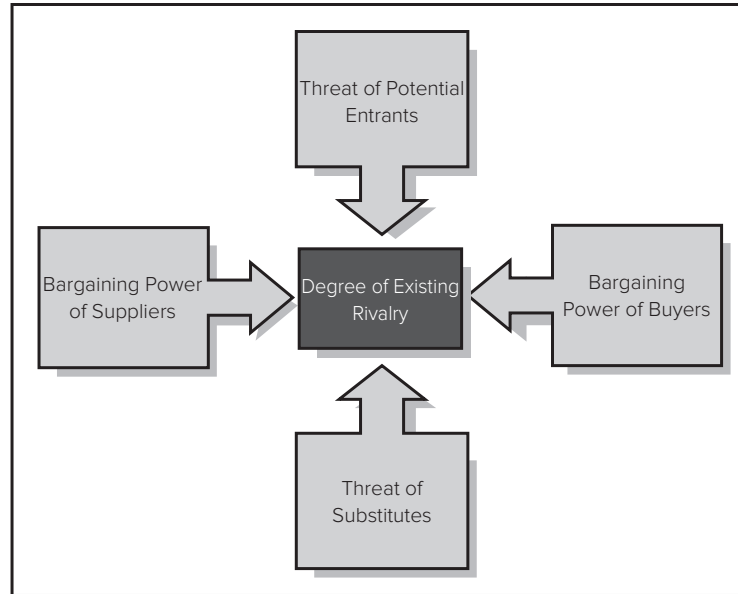 Threat of Potential
Entrants
Bargaining Power
of Suppliers
Degree of Existing
Rivalry
Bargaining
Power of Buyers
Threat of
Substitutes